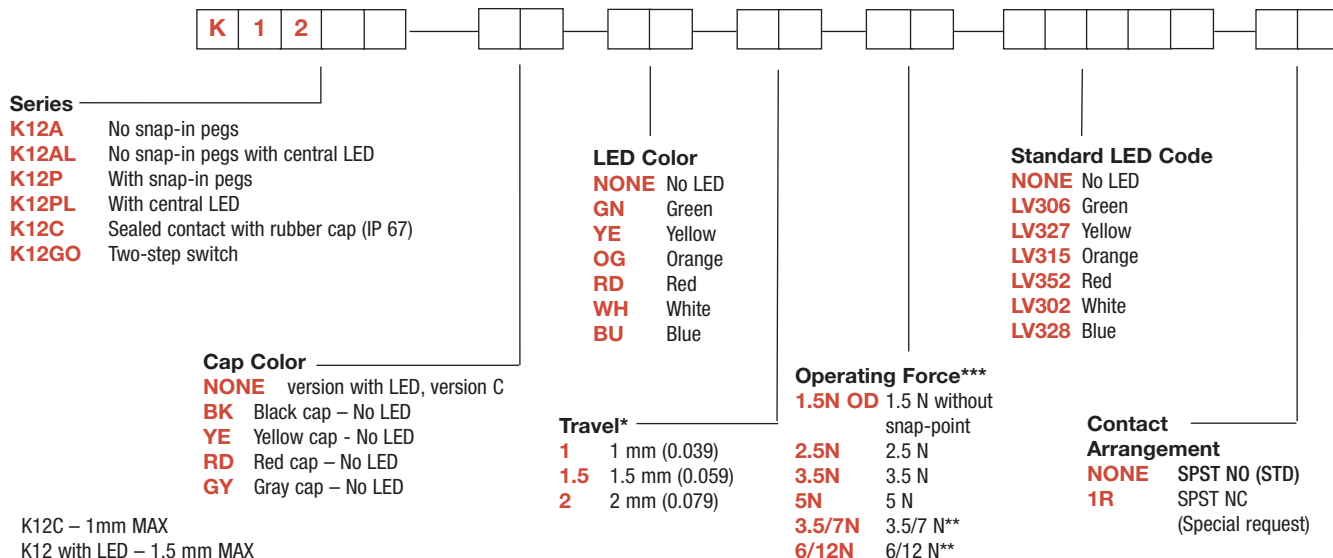 K 1 2
Series
K12A No snap-in pegs
K12AL No snap-in pegs with central LED
K12P With snap-in pegs
K12PL With central LED
K12C Sealed contact with rubber cap (IP 67)
K12GO Two-step switch
Cap Color
NONE version with LED, version C
BK Black cap – No LED
YE Yellow cap - No LED
RD Red cap – No LED
GY Gray cap – No LED
LED Color
NONE No LED
GN Green
YE Yellow
OG Orange
RD Red
WH White
BU Blue
Travel*
1 1 mm (0.039)
1.5 1.5 mm (0.059)
2 2 mm (0.079)
Operating Force***
1.5N OD 1.5 N without
snap-point
2.5N 2.5 N
3.5N 3.5 N
5N 5 N
3.5/7N 3.5/7 N**
6/12N 6/12 N**
Standard LED Code
NONE No LED
LV306 Green
LV327 Yellow
LV315 Orange
LV352 Red
LV302 White
LV328 Blue
Contact
Arrangement
NONE SPST NO (STD)
1R SPST NC
(Special request)
K12C – 1mm MAX
K12 with LED – 1.5 mm MAX